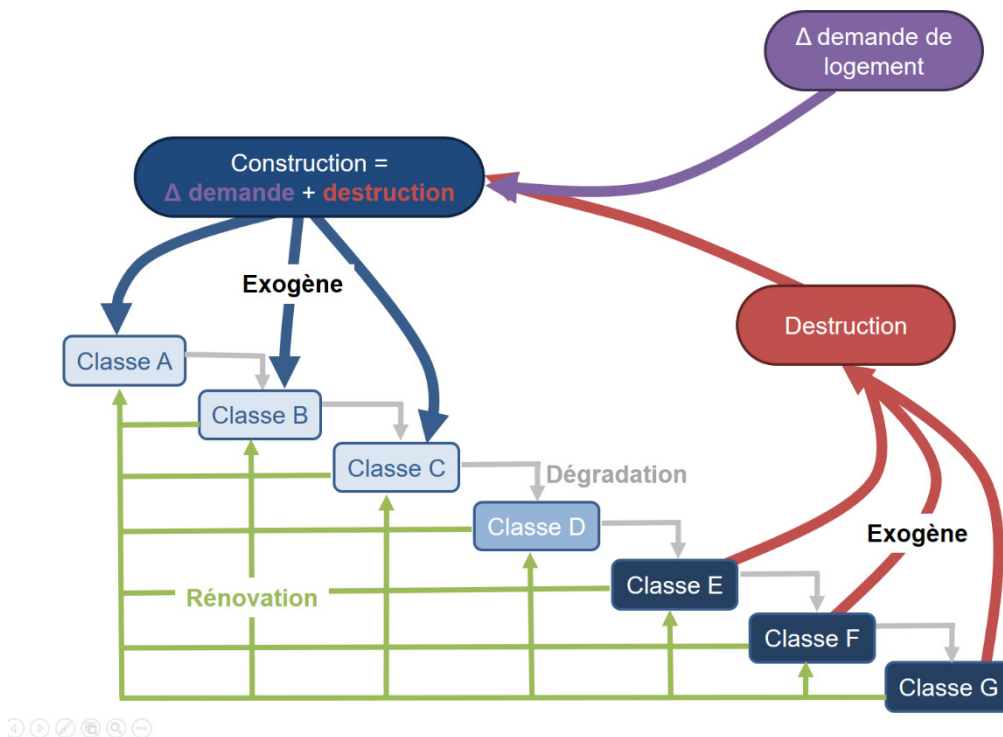 Δ demande de
logement
Construction =
Δ demande + destruction
Exogène
Destruction
Classe A
Classe B
Classe C
Dégradation
Classe D
Exogène
Classe E
Rénovation
Classe F
Classe G